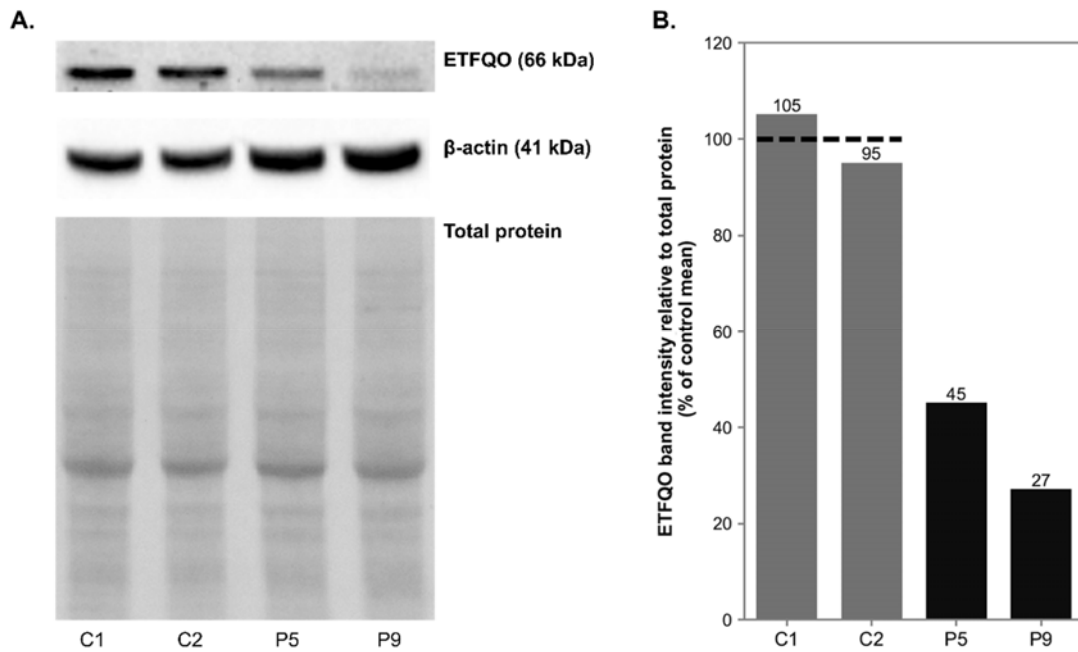 A.
ETFQO (66 kDa)
β-actin (41 kDa)
Total protein
C1 C2 P5 P9
B.
ETFQO band intensity relative to total protein
(% of control mean)
120
100
80
60
40
20
0
105
95
45
27
C1 C2 P5 P9